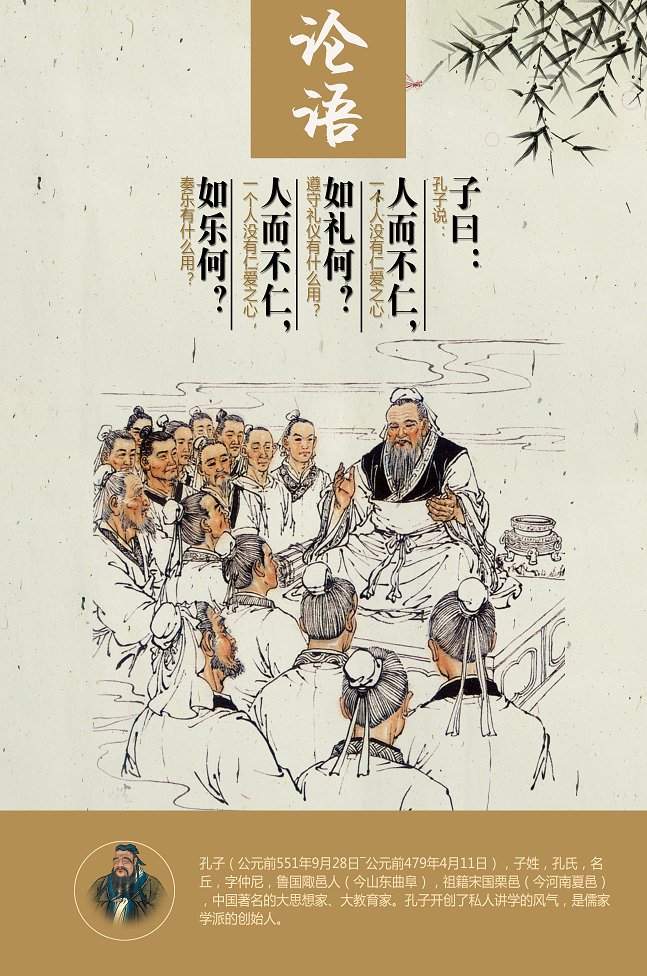 论语
子曰：
孔子说：
人而不仁，
一个人没有仁爱之心，
如礼何？
遵守礼仪有什么用？
人而不仁，
一个人没有仁爱之心，
如乐何？
奏乐有什么用？
孔子（公元前551年9月28日‾公元前479年4月11日），子姓，孔氏，名
丘，字仲尼，鲁国陬邑人（今山东曲阜），祖籍宋国栗邑（今河南夏邑）
，中国著名的大思想家、大教育家。孔子开创了私人讲学的风气，是儒家
学派的创始人。